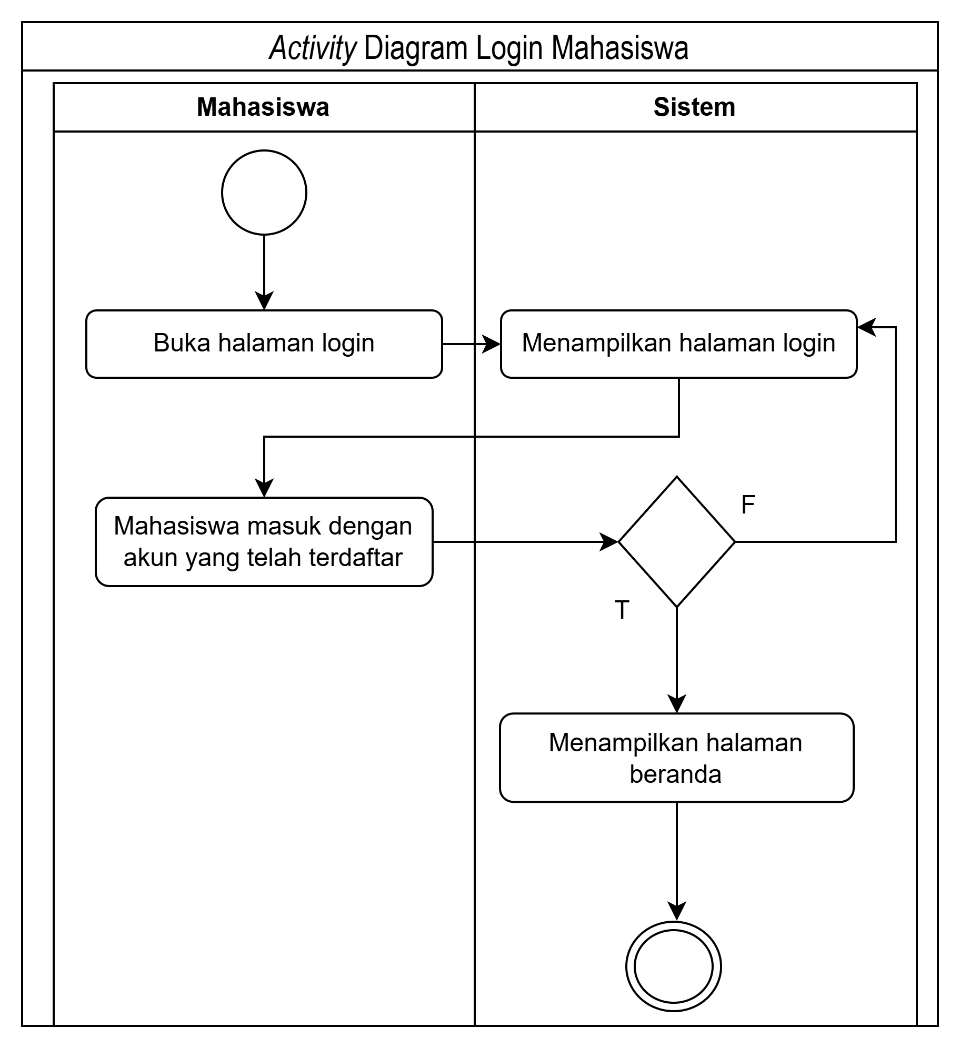 Activity Diagram Login Mahasiswa
Mahasiswa
Sistem
Buka halaman login
Menampilkan halaman login
Mahasiswa masuk dengan
akun yang telah terdaftar
F
T
Menampilkan halaman
beranda